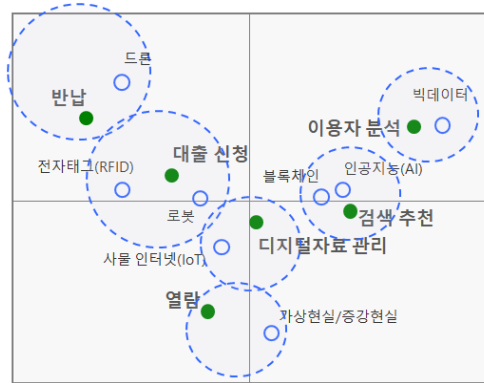 드론
반납
빅데이터
이용자 분석
대출 신청
전자태그(RFID)
블록체인
인공지능(AI)
로봇
검색 추천
디지털자료 관리
사물 인터넷(IoT)
열람
가상현실/증강현실